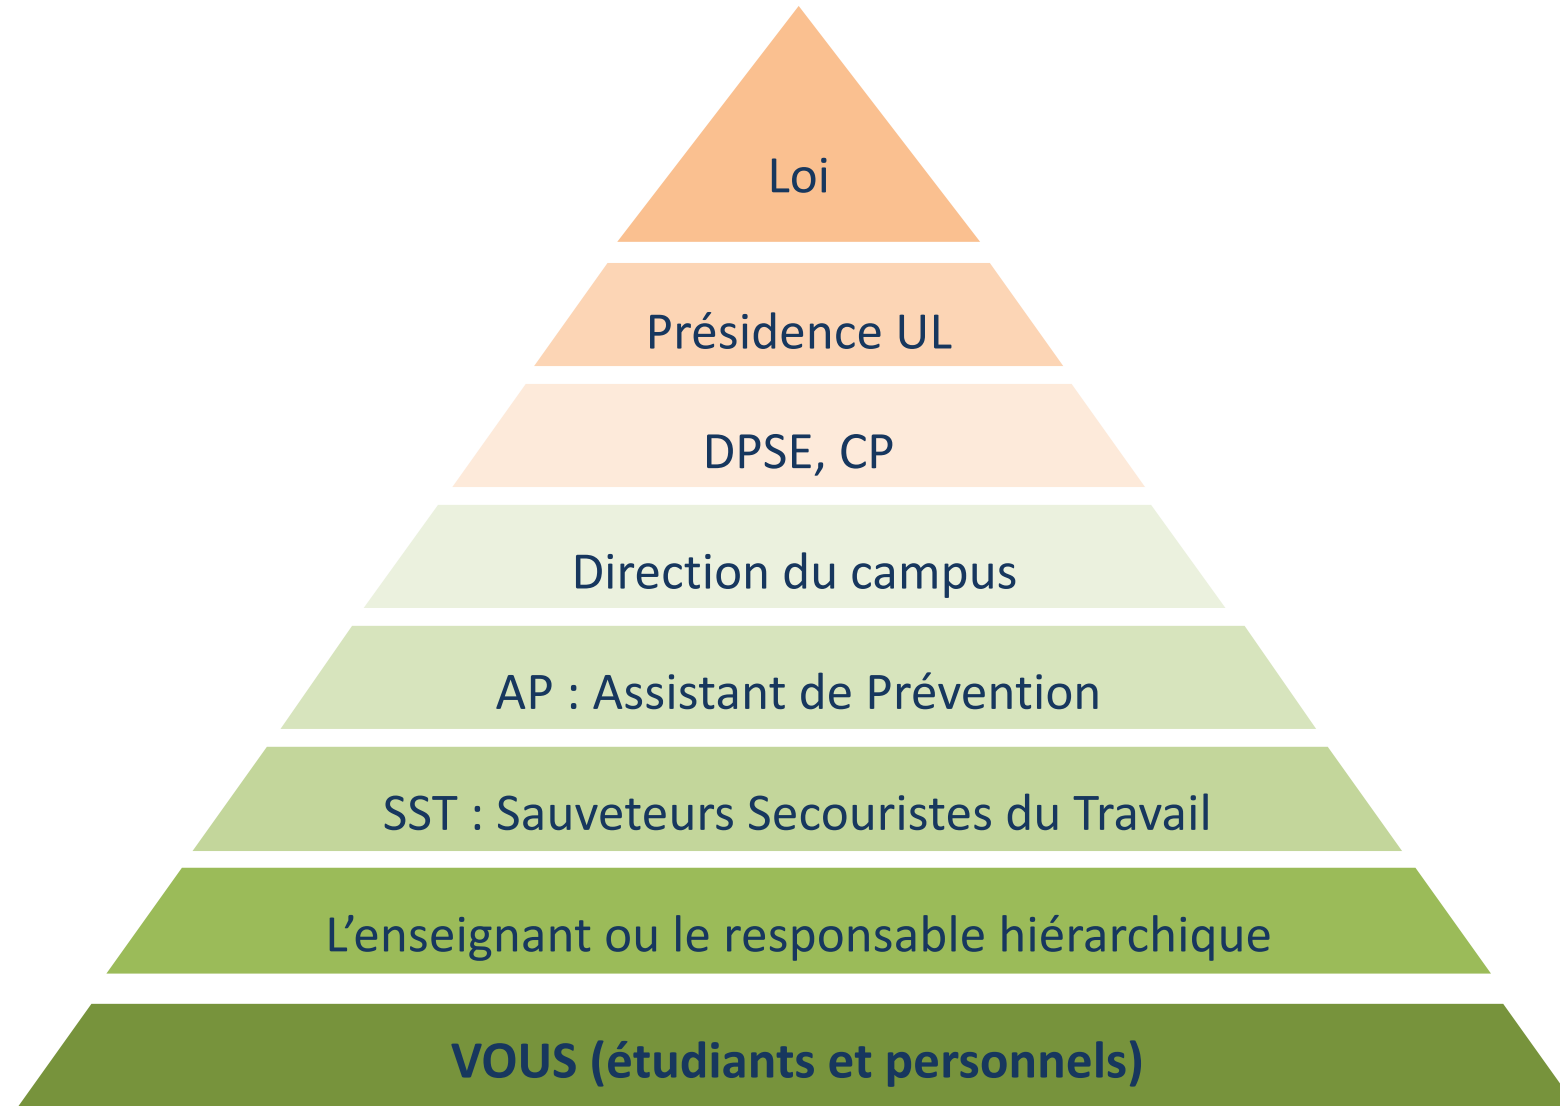 Loi
Présidence UL
DPSE, CP
Direction du campus
AP : Assistant de Prévention
SST : Sauveteurs Secouristes du Travail
L’enseignant ou le responsable hiérarchique
VOUS (étudiants et personnels)